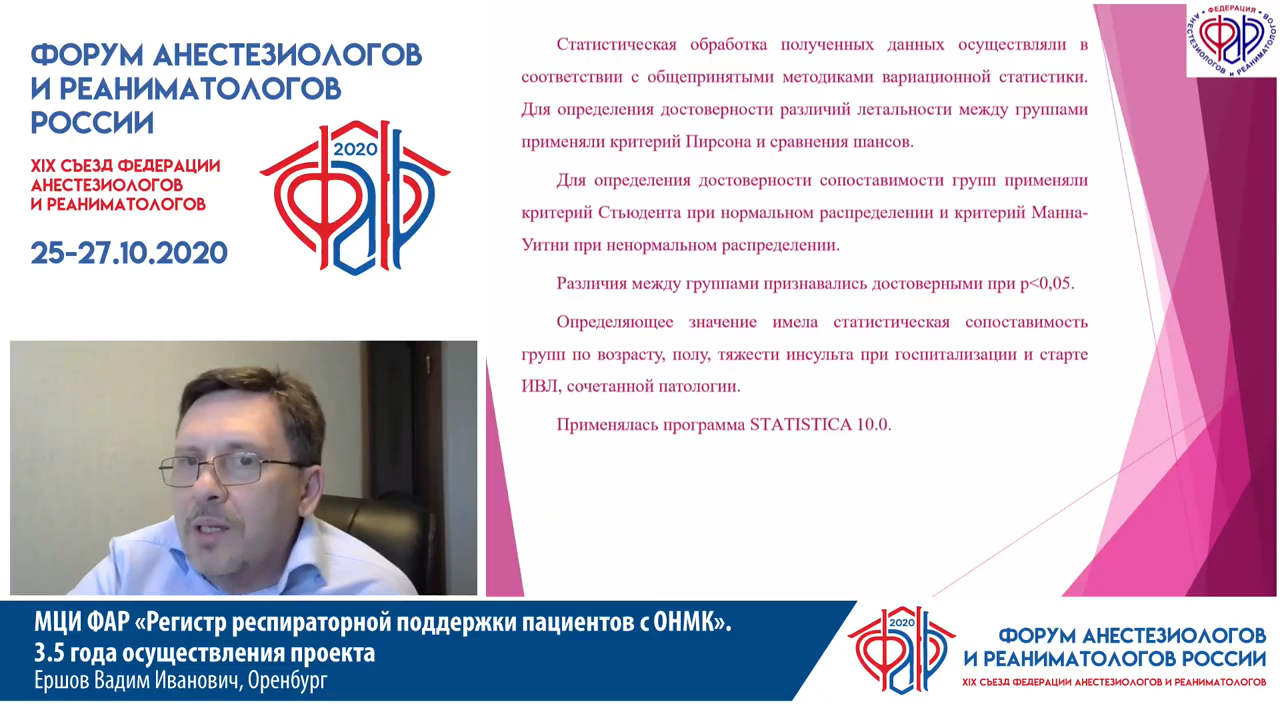 ФОРУМ АНЕСТЕЗИОЛОГОВ
И РЕАНИМАТОЛОГОВ
РОССИИ
XIX СЪЕЗД ФЕДЕРАЦИИ
АНЕСТЕЗИОЛОГОВ
И РЕАНИМАТОЛОГОВ
25-27.10.2020
2020
ФАР
Статистическая обработка полученных данных осуществляли в
соответствии с общепринятыми методиками вариационной статистики.
Для определения достоверности различий летальности между группами
применяли критерий Пирсона и сравнения шансов.
Для определения достоверности сопоставимости групп применяли
критерий Стьюдента при нормальном распределении и критерий Манна-
Уитни при ненормальном распределении.
Различия между группами признавались достоверными при p<0,05.
Определяющее значение имела статистическая сопоставимость
групп по возрасту, полу, тяжести инсульта при госпитализации и старте
ИВЛ, сочетанной патологии.
Применялась программа STATISTICA 10.0.
ФЕДЕРАЦИЯ
АНЕСТЕЗИОЛОГОВ И РЕАНИМАТОЛОГОВ
ФАР
МЦИ ФАР «Регистр респираторной поддержки пациентов с ОНМК».
3.5 года осуществления проекта
Ершов Вадим Иванович, Оренбург
2020
ФАР
ФОРУМ АНЕСТЕЗИОЛОГОВ
И РЕАНИМАТОЛОГОВ РОССИИ
XIX СЪЕЗД ФЕДЕРАЦИИ АНЕСТЕЗИОЛОГОВ И РЕАНИМАТОЛОГОВ